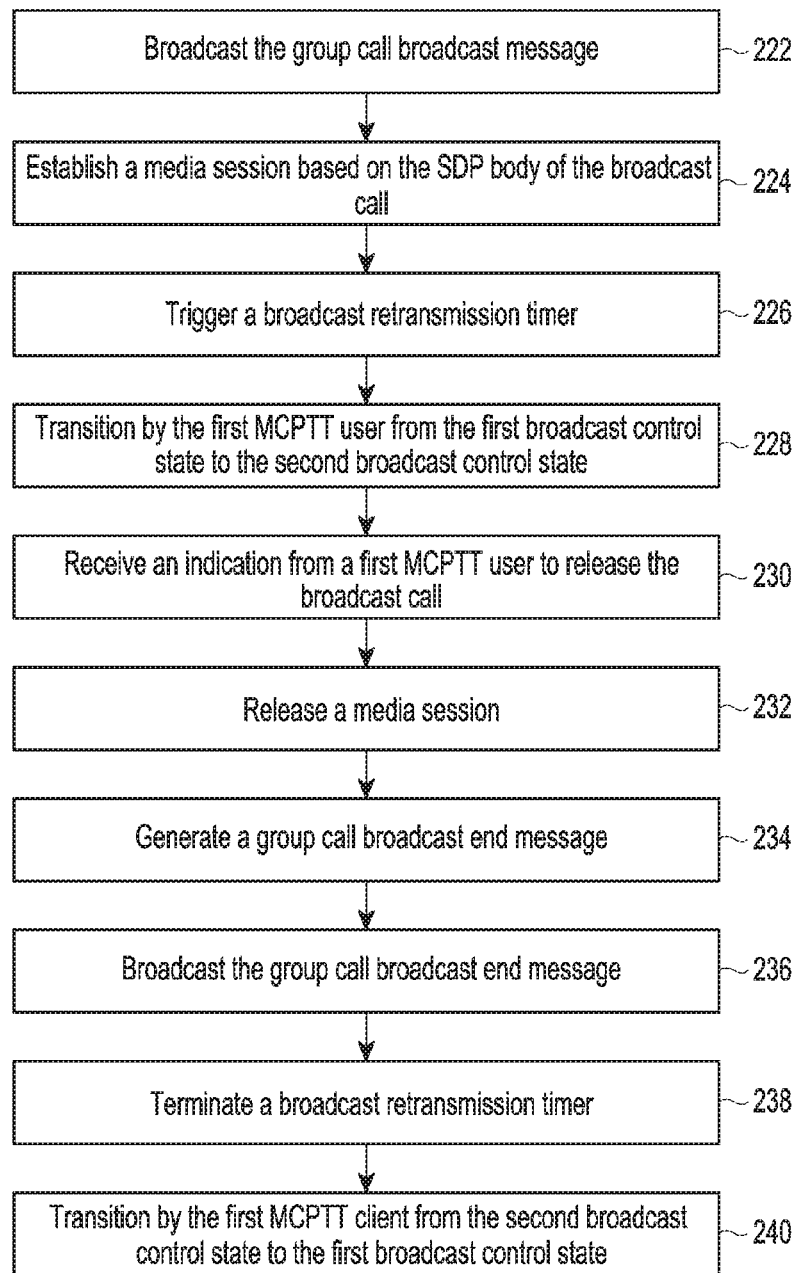 Broadcast the group call broadcast message
222
Establish a media session based on the SDP body of the broadcast
call
224
Trigger a broadcast retransmission timer
226
Transition by the first MCPTT user from the first broadcast control
state to the second broadcast control state
228
Receive an indication from a first MCPTT user to release the
broadcast call
230
Release a media session
232
Generate a group call broadcast end message
234
Broadcast the group call broadcast end message
236
Terminate a broadcast retransmission timer
238
Transition by the first MCPTT client from the second broadcast
control state to the first broadcast control state
240